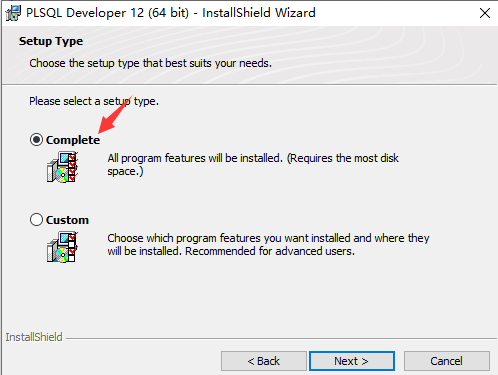 PLSQL Developer 12 (64 bit) - InstallShield Wizard
Setup Type
Choose the setup type that best suits your needs.
Please select a setup type.
Complete
All program features will be installed. (Requires the most disk
space.)
Custom
Choose which program features you want installed and where they
will be installed. Recommended for advanced users.
InstallShield
< Back
Next >
Cancel